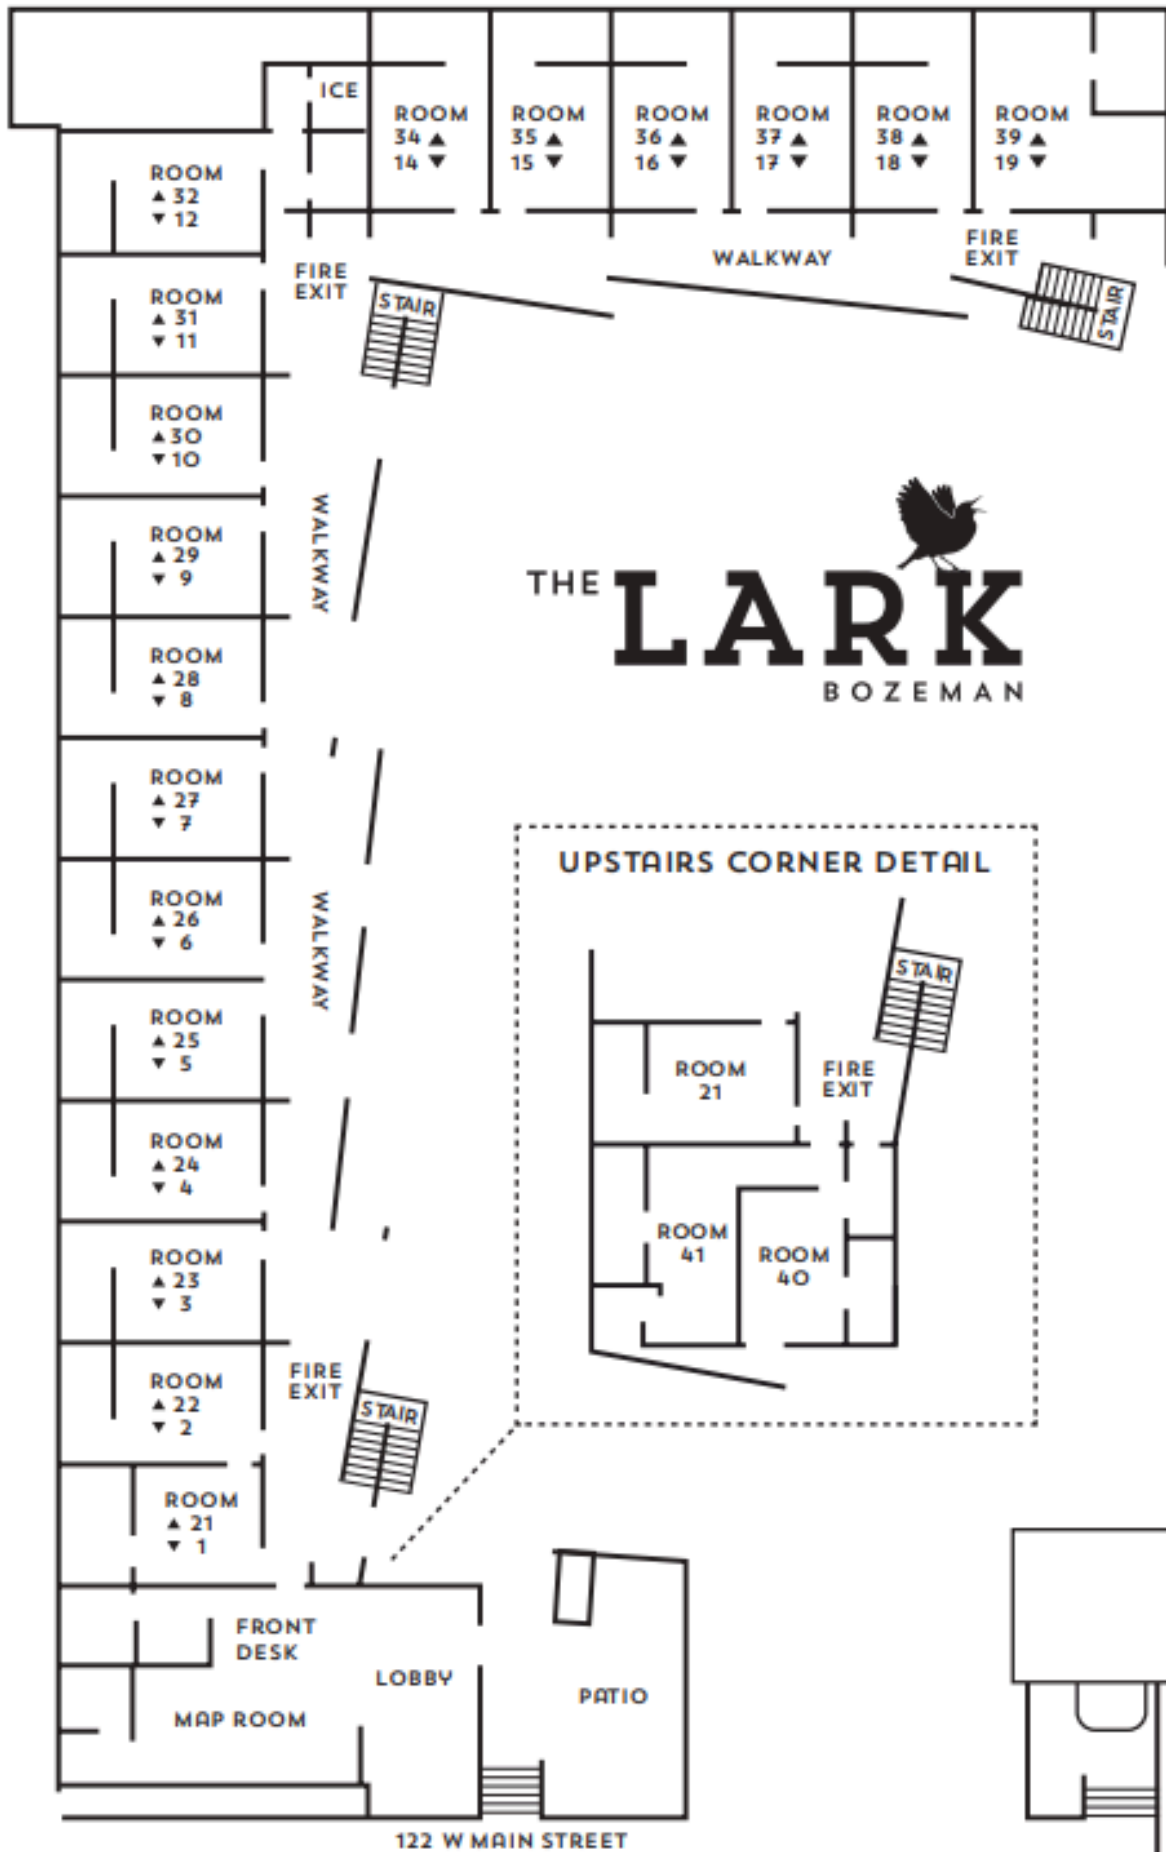 ICE
ROOM
34 ▲
14 ▼
ROOM
35 ▲
15 ▼
ROOM
36 ▲
16 ▼
ROOM
37 ▲
17 ▼
ROOM
38 ▲
18 ▼
ROOM
39 ▲
19 ▼
ROOM
▲ 32
▼ 12
FIRE
EXIT
STAIR
WALKWAY
FIRE
EXIT
STAIR
ROOM
▲ 31
▼ 11
ROOM
▲ 30
▼ 10
WALKWAY
ROOM
▲ 29
▼ 9
THE LARK
BOZEMAN
ROOM
▲ 28
▼ 8
ROOM
▲ 27
▼ 7
WALKWAY
ROOM
▲ 26
▼ 6
ROOM
▲ 25
▼ 5
ROOM
▲ 24
▼ 4
ROOM
▲ 23
▼ 3
FIRE
EXIT
STAIR
ROOM
▲ 22
▼ 2
ROOM
▲ 21
▼ 1
UPSTAIRS CORNER DETAIL
STAIR
ROOM
21
FIRE
EXIT
ROOM
41
ROOM
40
FRONT
DESK
LOBBY
PATIO
MAP ROOM
122 W MAIN STREET